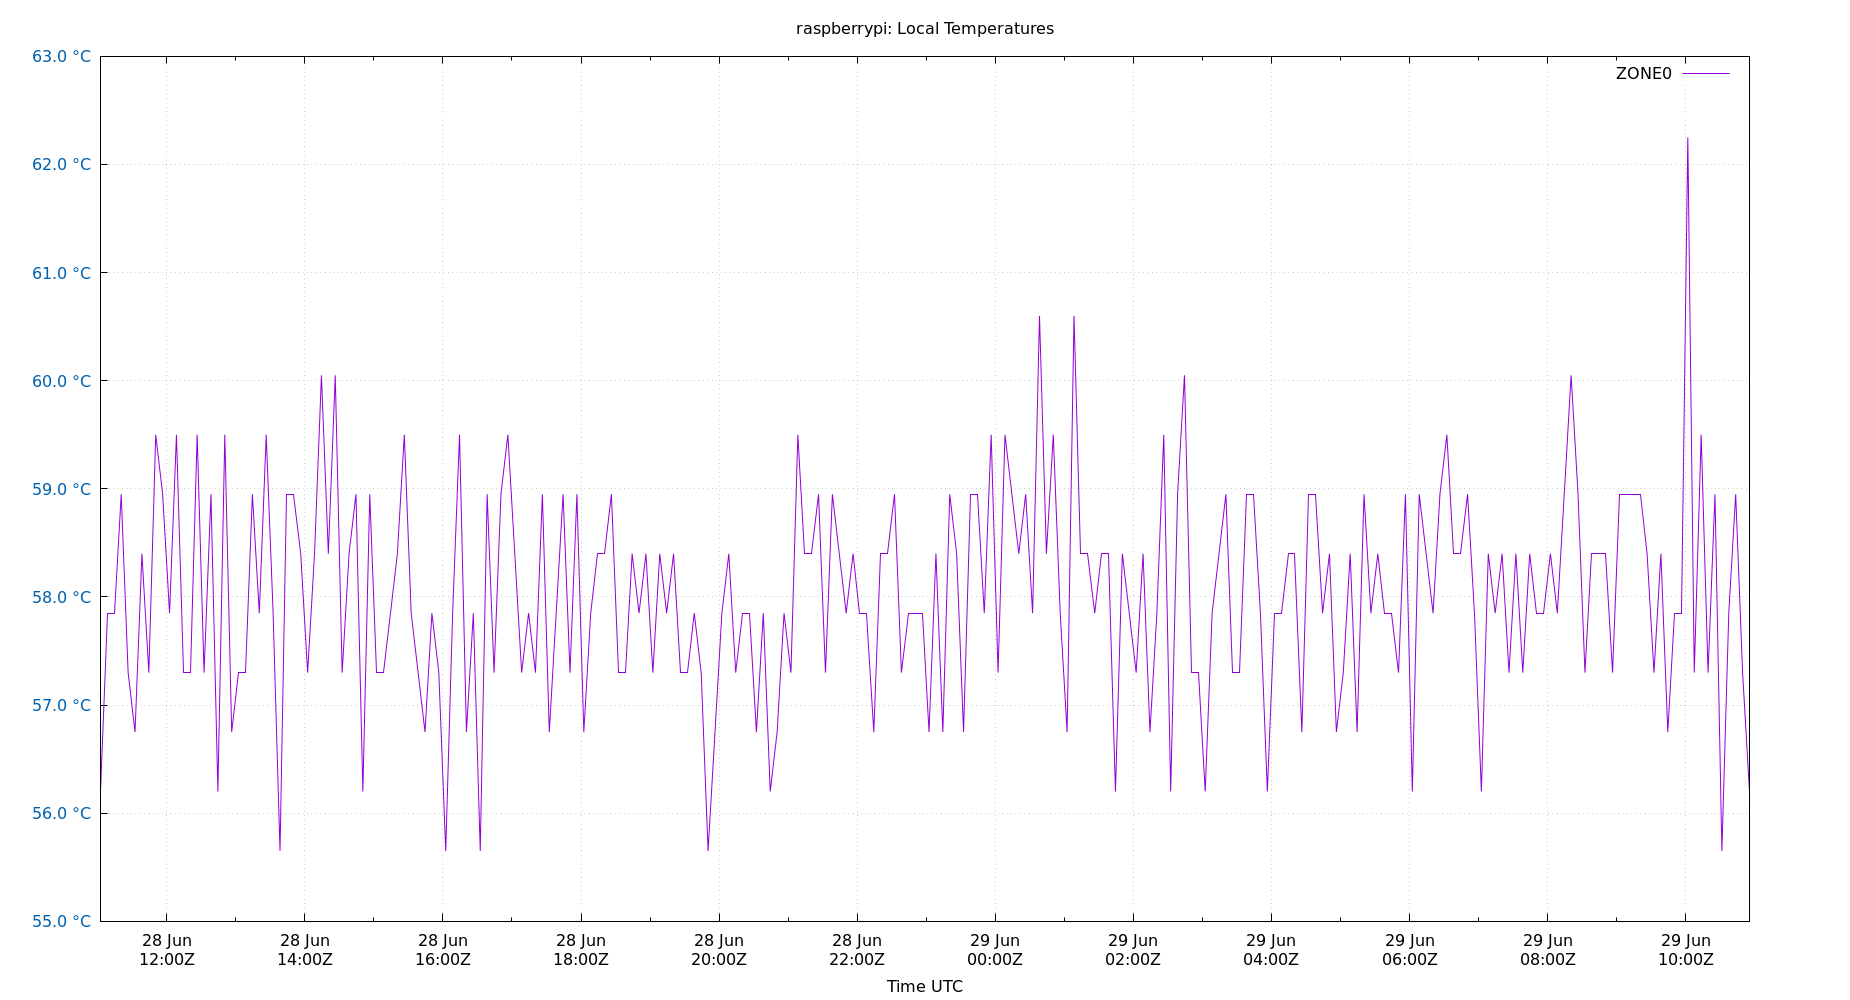 raspberrypi: Local Temperatures
63.0 °C
ZONE0
62.0 °C
61.0 °C
60.0 °C
59.0 °C
58.0 °C
57.0 °C
56.0 °C
55.0 °C
28 Jun 28 Jun 28 Jun 28 Jun 28 Jun 28 Jun 29 Jun 29 Jun 29 Jun 29 Jun 29 Jun 29 Jun
12:00Z 14:00Z 16:00Z 18:00Z 20:00Z 22:00Z 00:00Z 02:00Z 04:00Z 06:00Z 08:00Z 10:00Z
Time UTC